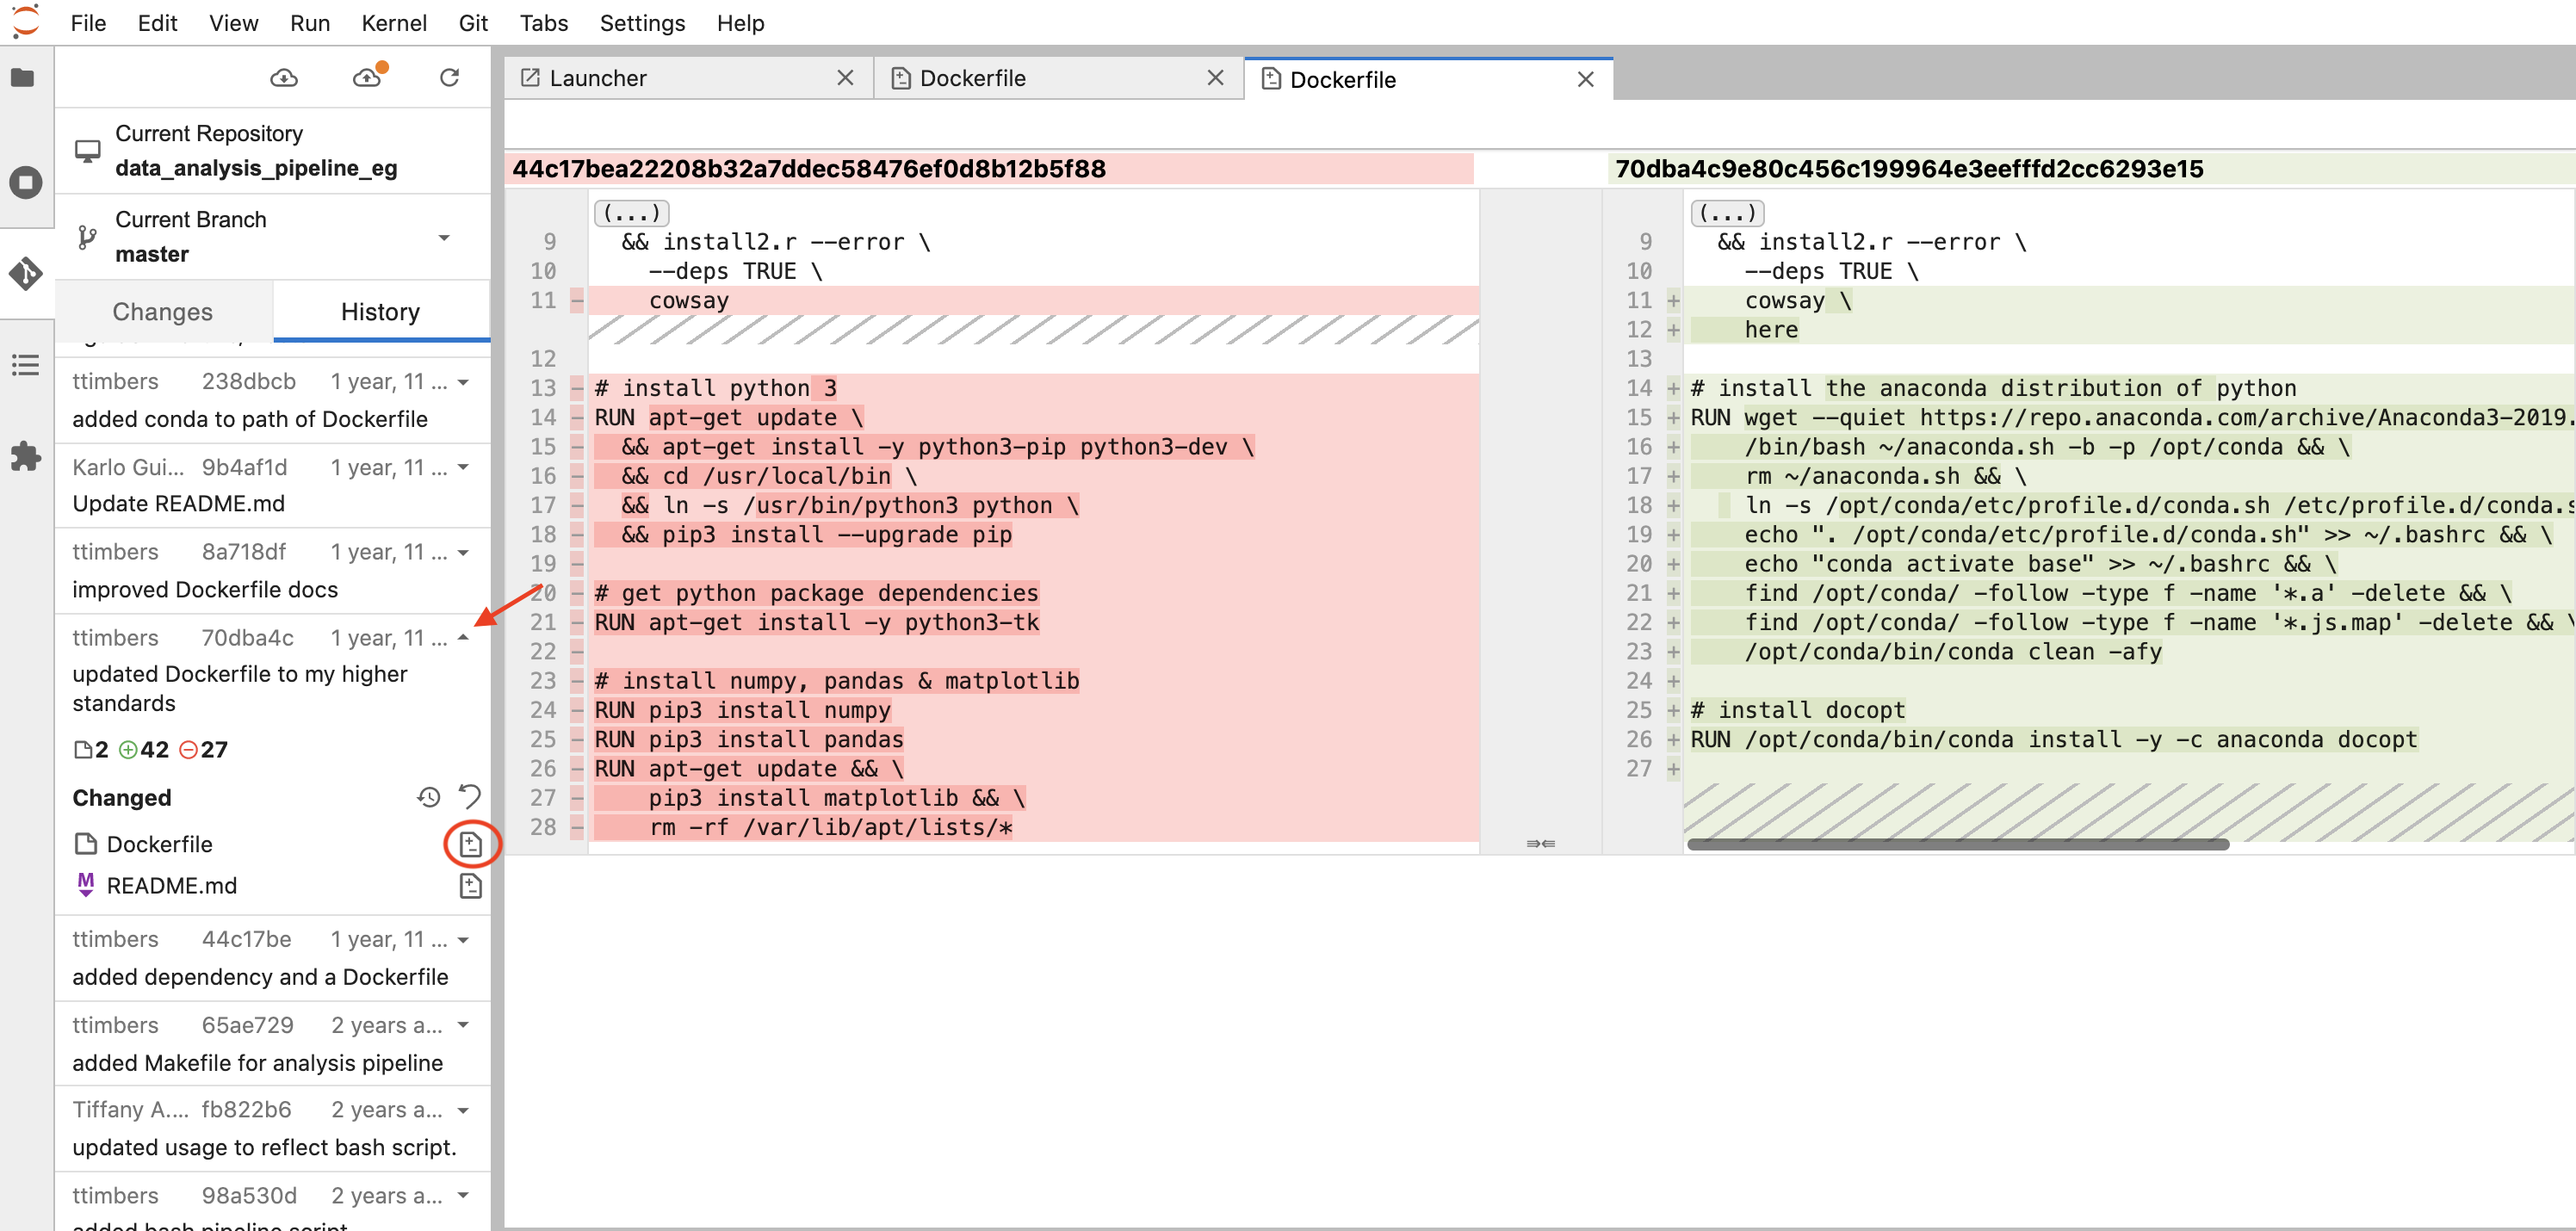 File Edit View Run Kernel Git Tabs Settings Help
Current Repository
data_analysis_pipeline_eg
Current Branch
master
Changes History
ttimbers 238dbcb 1 year, 11 ...
added conda to path of Dockerfile
Karlo Gui... 9b4af1d 1 year, 11 ...
Update README.md
ttimbers 8a718df 1 year, 11 ...
improved Dockerfile docs
ttimbers 70dba4c 1 year, 11 ...
updated Dockerfile to my higher
standards
2 42 27
Changed
Dockerfile
README.md
ttimbers 44c17be 1 year, 11 ...
added dependency and a Dockerfile
ttimbers 65ae729 2 years a...
added Makefile for analysis pipeline
Tiffany A.... fb822b6 2 years a...
updated usage to reflect bash script.
ttimbers 98a530d 2 years a...
added bash pipeline script
Launcher Dockerfile Dockerfile
44c17bea22208b32a7ddec58476ef0d8b12b5f88
(...)
9 && install2.r --error \
10 --deps TRUE \
11 - cowsay
12
13 - # install python 3
14 - RUN apt-get update \
15 - && apt-get install -y python3-pip python3-dev \
16 - && cd /usr/local/bin \
17 - && ln -s /usr/bin/python3 python \
18 - && pip3 install --upgrade pip
19 -
20 - # get python package dependencies
21 - RUN apt-get install -y python3-tk
22 -
23 - # install numpy, pandas & matplotlib
24 - RUN pip3 install numpy
25 - RUN pip3 install pandas
26 - RUN apt-get update && \
27 - pip3 install matplotlib && \
28 - rm -rf /var/lib/apt/lists/*
70dba4c9e80c456c199964e3eefffd2cc6293e15
(...)
9 && install2.r --error \
10 --deps TRUE \
11 + cowsay \
12 + here
13
14 + # install the anaconda distribution of python
15 + RUN wget --quiet https://repo.anaconda.com/archive/Anaconda3-2019.
16 + /bin/bash ~/anaconda.sh -b -p /opt/conda && \
17 + rm ~/anaconda.sh && \
18 + ln -s /opt/conda/etc/profile.d/conda.sh /etc/profile.d/conda.s
19 + echo ". /opt/conda/etc/profile.d/conda.sh" >> ~/.bashrc && \
20 + echo "conda activate base" >> ~/.bashrc && \
21 + find /opt/conda/ -follow -type f -name '*.a' -delete && \
22 + find /opt/conda/ -follow -type f -name '*.js.map' -delete && \
23 + /opt/conda/bin/conda clean -afy
24 +
25 + # install docopt
26 + RUN /opt/conda/bin/conda install -y -c anaconda docopt
27 +